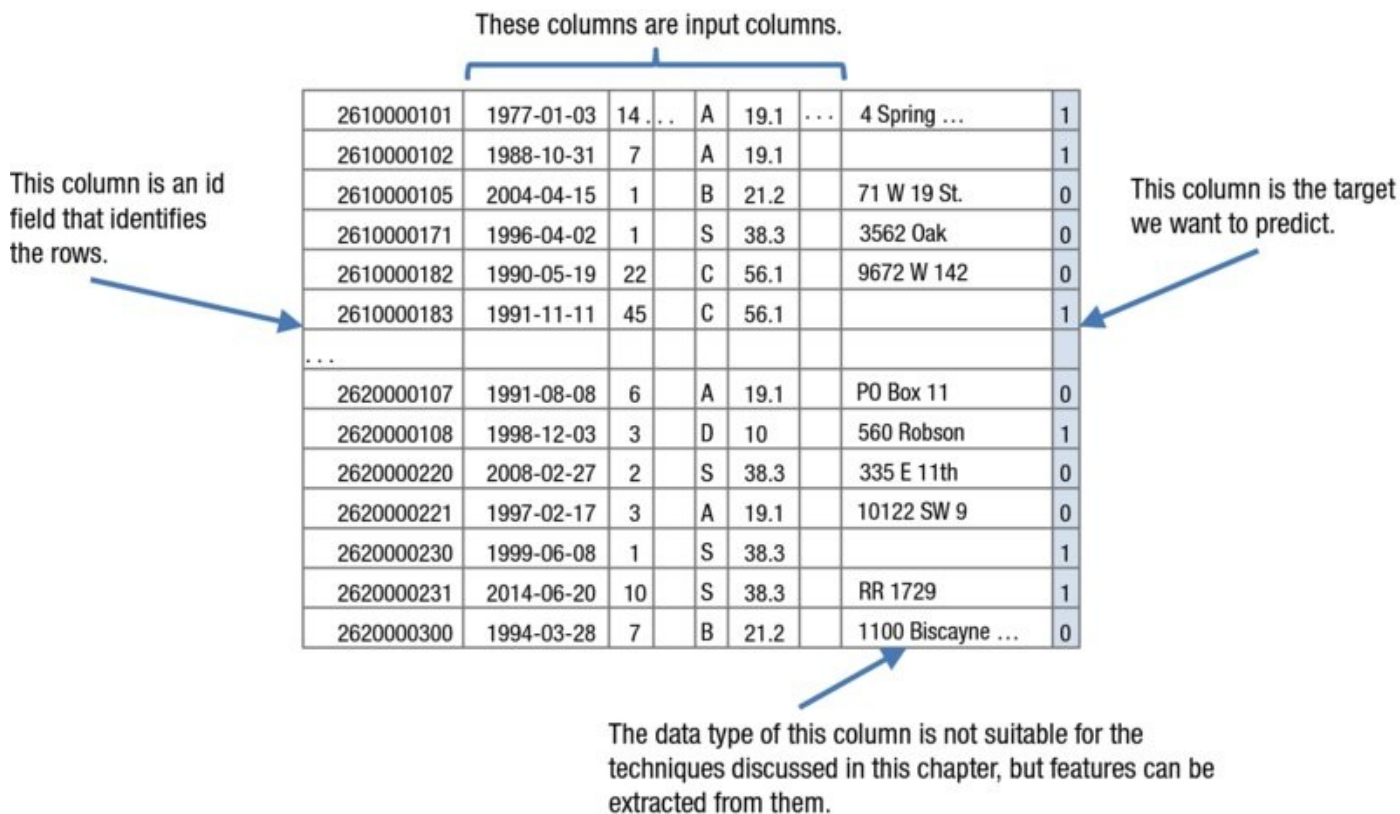 These columns are input columns.
2610000101 1977-01-03 14 . . . A 19.1 . . . 4 Spring ... 1
2610000102 1988-10-31 7 A 19.1 1
2610000105 2004-04-15 1 B 21.2 71 W 19 St. 0
2610000171 1996-04-02 1 S 38.3 3562 Oak 0
2610000182 1990-05-19 22 C 56.1 9672 W 142 0
2610000183 1991-11-11 45 C 56.1 1
. . .
2620000107 1991-08-08 6 A 19.1 PO Box 11 0
2620000108 1998-12-03 3 D 10 560 Robson 1
2620000220 2008-02-27 2 S 38.3 335 E 11th 0
2620000221 1997-02-17 3 A 19.1 10122 SW 9 0
2620000230 1999-06-08 1 S 38.3 1
2620000231 2014-06-20 10 S 38.3 RR 1729 1
2620000300 1994-03-28 7 B 21.2 1100 Biscayne ... 0
This column is an id
field that identifies
the rows.
This column is the target
we want to predict.
The data type of this column is not suitable for the
techniques discussed in this chapter, but features can be
extracted from them.